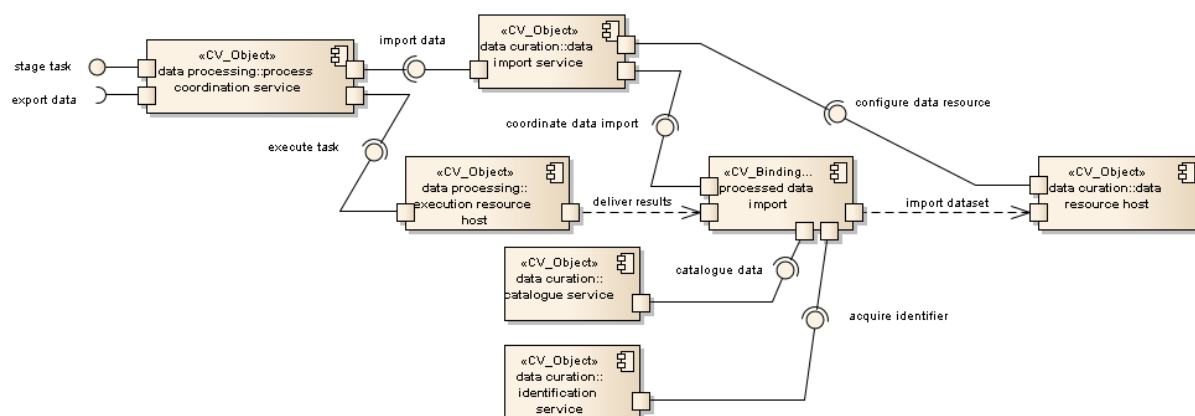 «CV_Object»
data processing::process
coordination service
stage task
export data
import data
«CV_Object»
data curation::data
import service
configure data resource
coordinate data import
execute task
«CV_Object»
data processing::
execution resource
host
deliver results
«CV_Binding...
processed data
import
import dataset
«CV_Object»
data curation::data
resource host
«CV_Object»
data curation::
catalogue service
catalogue data
acquire identifier
«CV_Object»
data curation::
identification
service